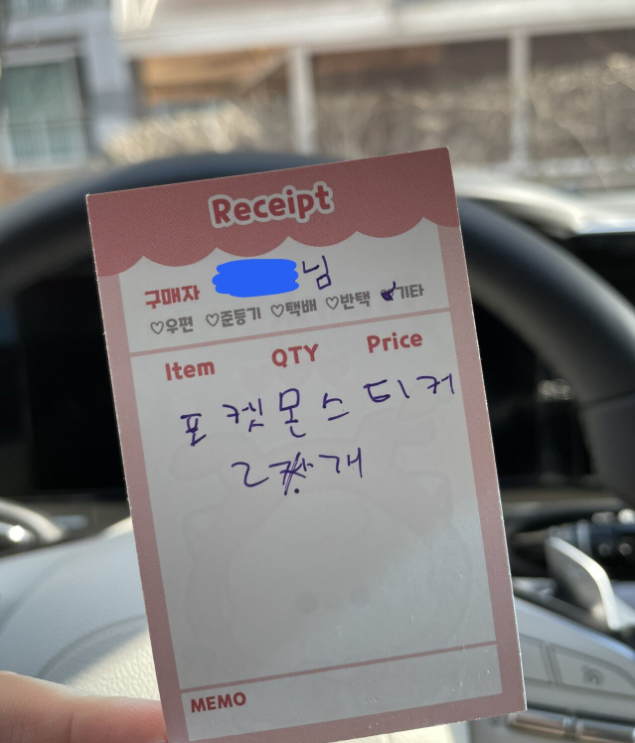 Receipt
구매자 님
♡우편 ♡준등기 ♡택배 ♡반택 ♥기타
Item QTY Price
포켓몬스티커
2개
MEMO